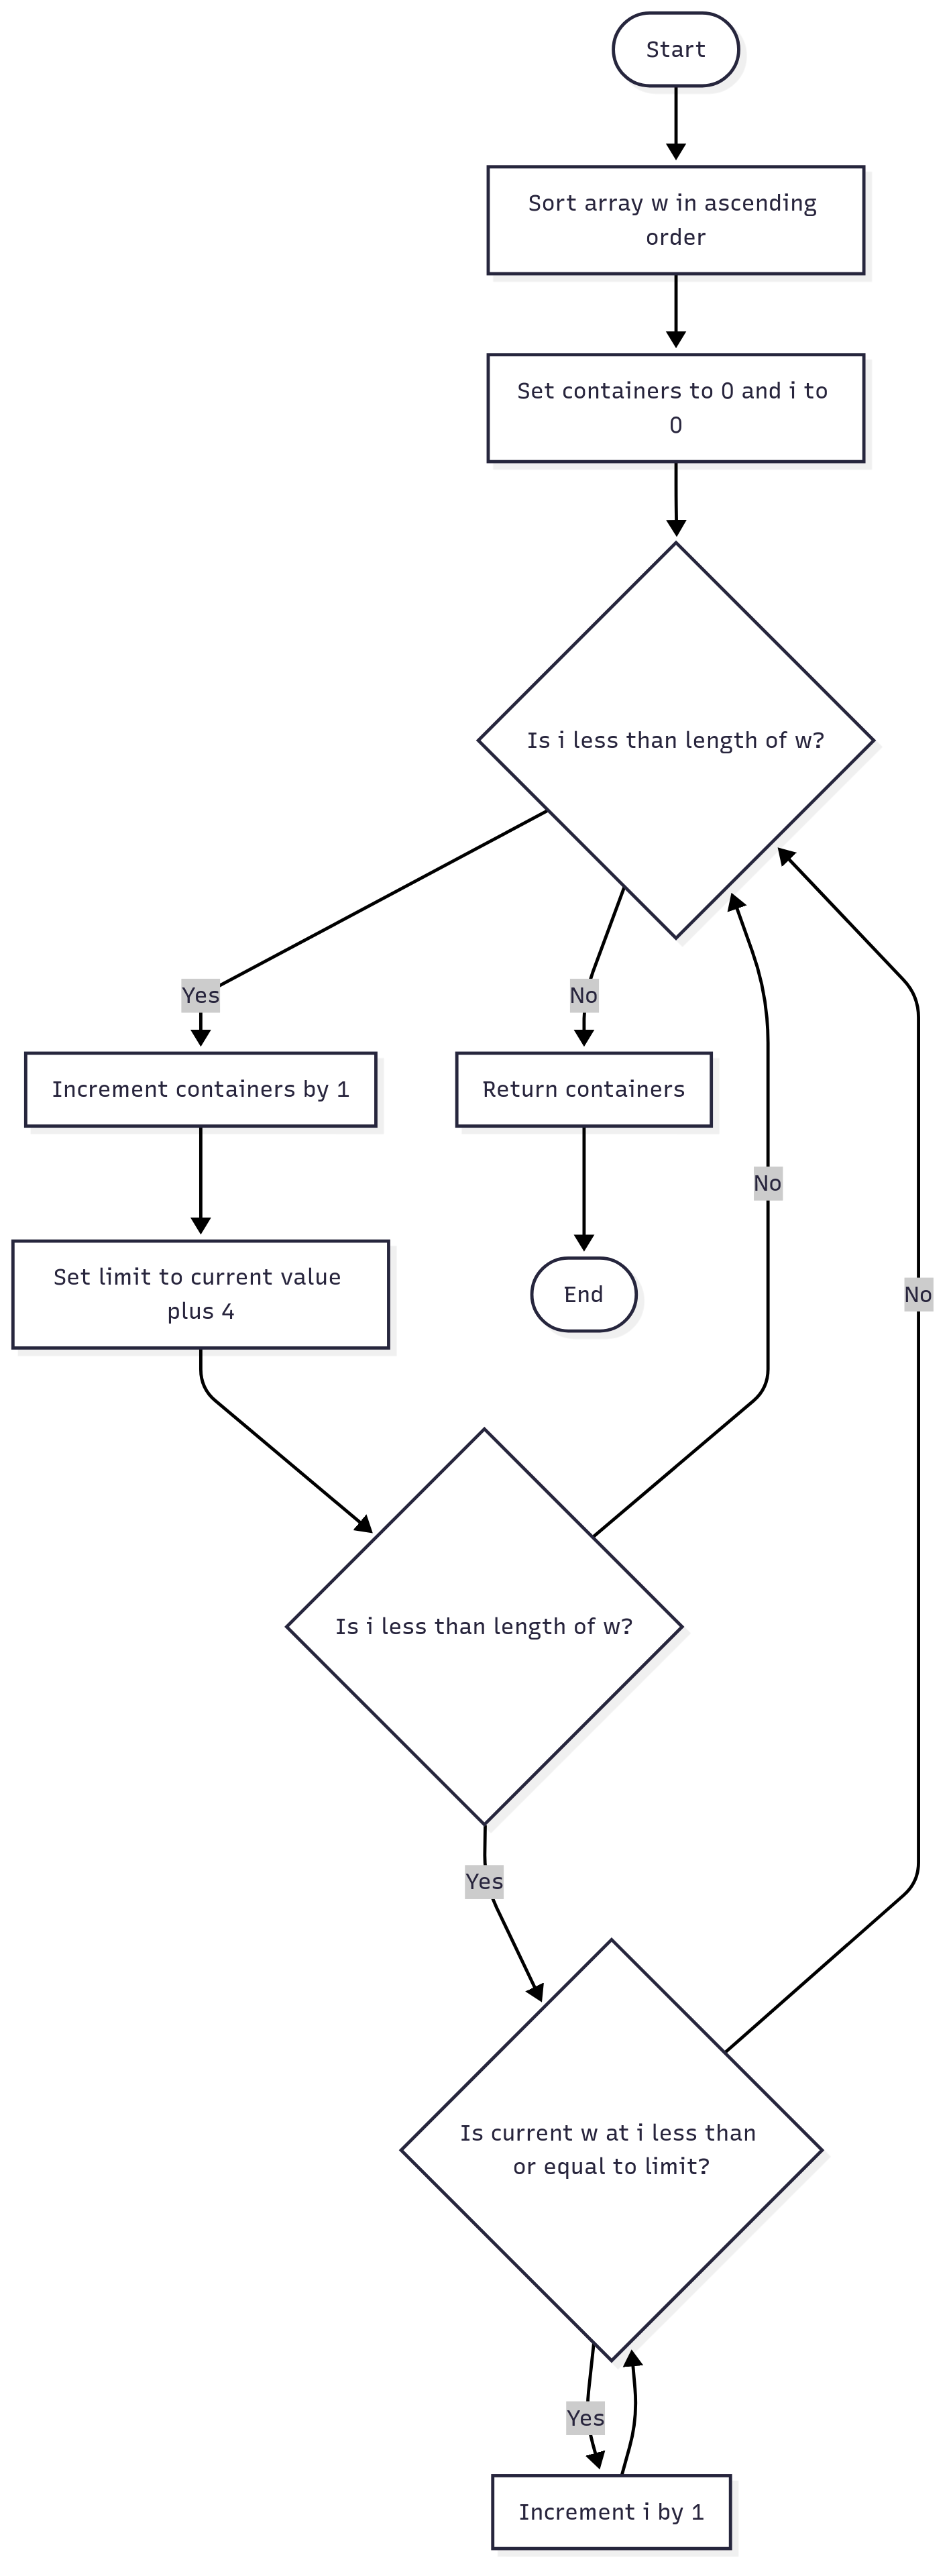 Start
Sort array w in ascending
order
Set containers to 0 and i to
0
Is i less than length of w?
Yes
No
Increment containers by 1
Return containers
No
Set limit to current value
plus 4
End
No
Is i less than length of w?
Yes
Is current w at i less than
or equal to limit?
Yes
Increment i by 1